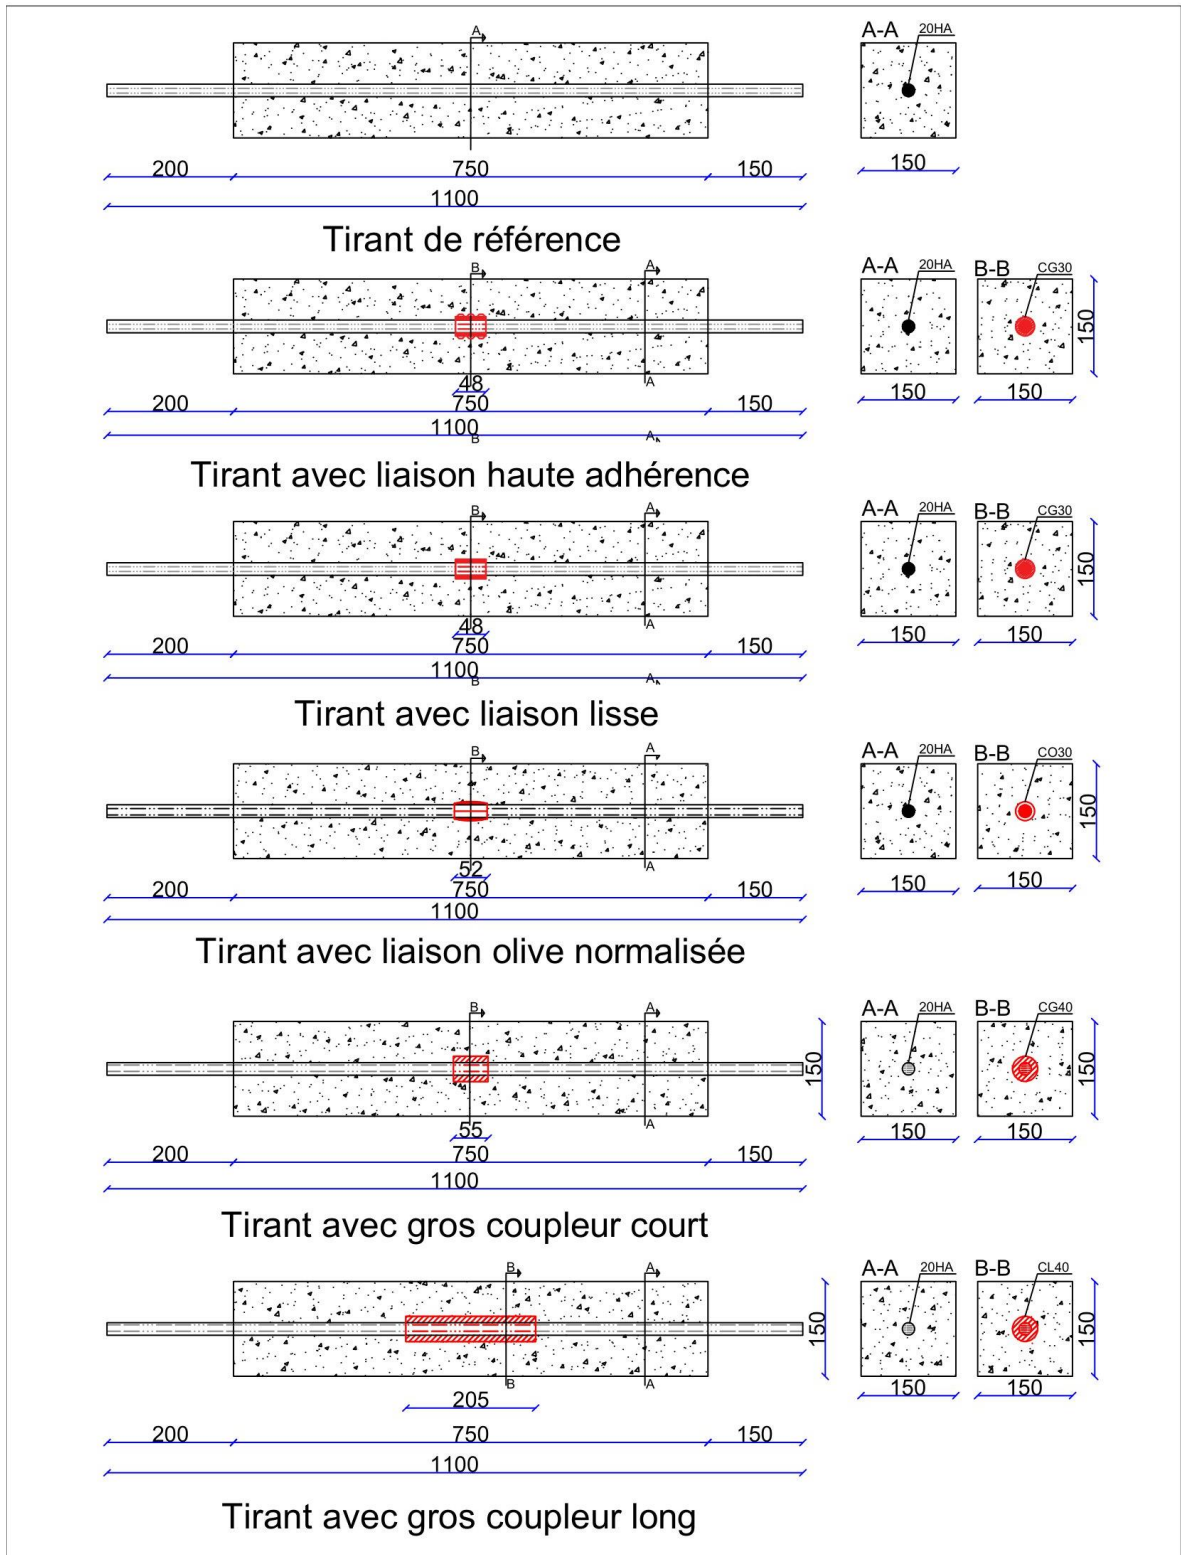 A
A-A 20HA
200 750 150 150
1100
Tirant de référence
B A
A-A 20HA B-B CG30
150
A
48
200 750 150 150 150
1100
B A
Tirant avec liaison haute adhérence
B A
A-A 20HA B-B CG30
150
A
48
200 750 150 150 150
1100
B A
Tirant avec liaison lisse
B A
A-A 20HA B-B CO30
150
A
52
200 750 150 150 150
1100
Tirant avec liaison olive normalisée
B A
A-A 20HA B-B CG40
150 150
A
55
200 750 150 150 150
1100
Tirant avec gros coupleur court
B A
A-A 20HA B-B CL40
150 150
B A
205 150 150
200 750 150
1100
Tirant avec gros coupleur long